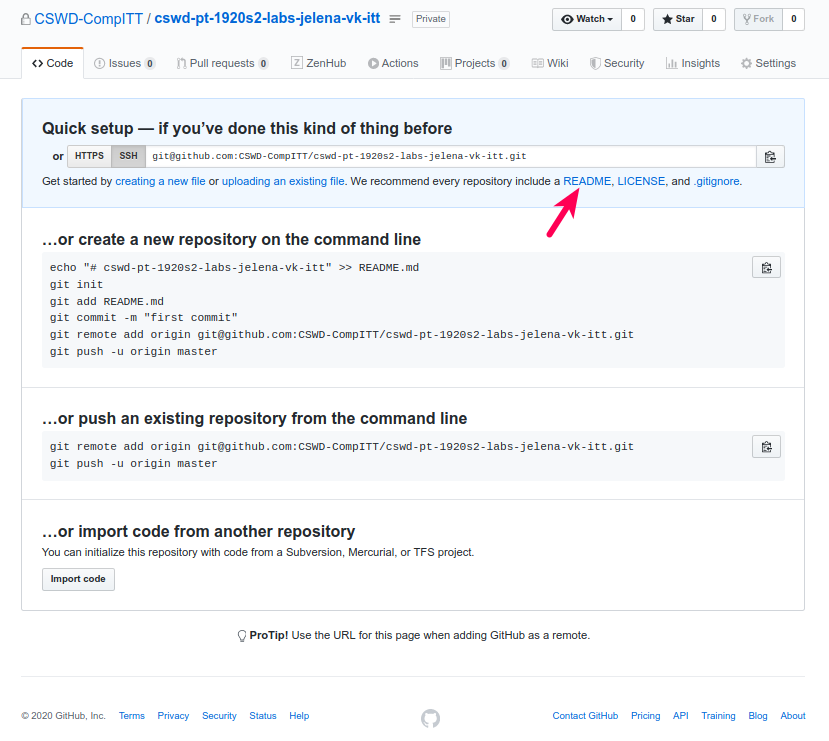 CSWD-CompITT / cswd-pt-1920s2-labs-jelena-vk-itt Private Watch 0 Star 0 Fork 0
Code Issues 0 Pull requests 0 ZenHub Actions Projects 0 Wiki Security Insights Settings
Quick setup — if you’ve done this kind of thing before
or HTTPS SSH git@github.com:CSWD-CompITT/cswd-pt-1920s2-labs-jelena-vk-itt.git
Get started by creating a new file or uploading an existing file. We recommend every repository include a README, LICENSE, and .gitignore.
…or create a new repository on the command line
echo "# cswd-pt-1920s2-labs-jelena-vk-itt" >> README.md
git init
git add README.md
git commit -m "first commit"
git remote add origin git@github.com:CSWD-CompITT/cswd-pt-1920s2-labs-jelena-vk-itt.git
git push -u origin master
…or push an existing repository from the command line
git remote add origin git@github.com:CSWD-CompITT/cswd-pt-1920s2-labs-jelena-vk-itt.git
git push -u origin master
…or import code from another repository
You can initialize this repository with code from a Subversion, Mercurial, or TFS project.
Import code
ProTip! Use the URL for this page when adding GitHub as a remote.
© 2020 GitHub, Inc. Terms Privacy Security Status Help Contact GitHub Pricing API Training Blog About